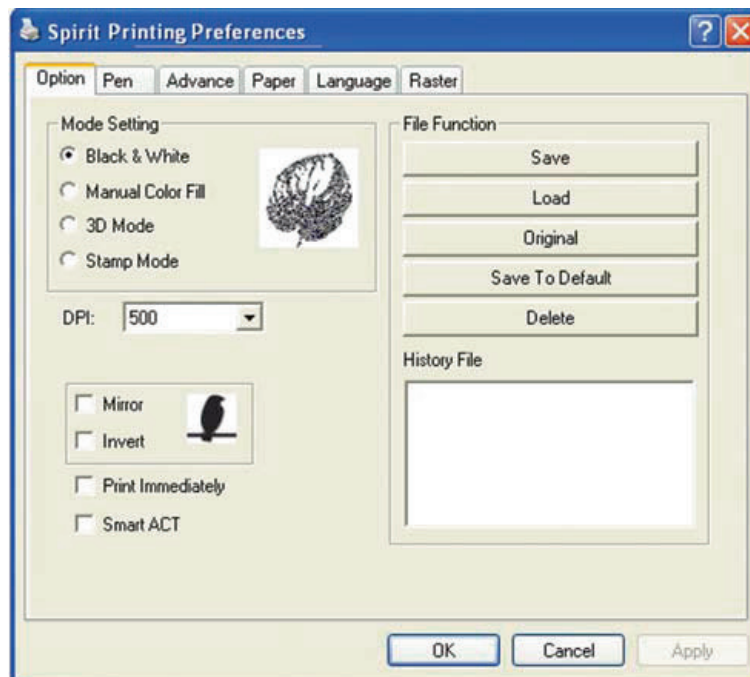 Spirit Printing Preferences
Option Pen Advance Paper Language Raster
Mode Setting
Black & White
Manual Color Fill
3D Mode
Stamp Mode
DPI: 500
Mirror
Invert
Print Immediately
Smart ACT
File Function
Save
Load
Original
Save To Default
Delete
History File
OK Cancel Apply